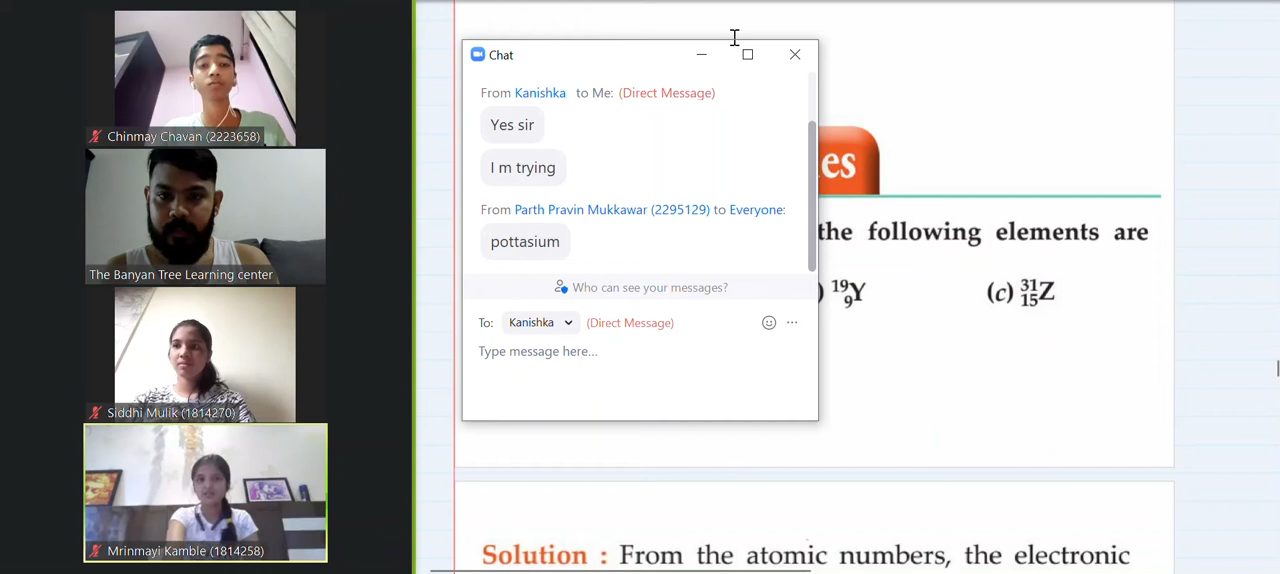 Chinmay Chavan (2223658)
The Banyan Tree Learning center
Siddhi Mulik (1814270)
Mrinmayi Kamble (1814258)
Chat
From Kanishka to Me: (Direct Message)
Yes sir
I m trying
From Parth Pravin Mukkawar (2295129) to Everyone:
pottasium
Who can see your messages?
To: Kanishka (Direct Message)
Type message here...
es
the following elements are
) ¹⁹₉Y (c) ³¹₁₅Z
Solution : From the atomic numbers, the electronic